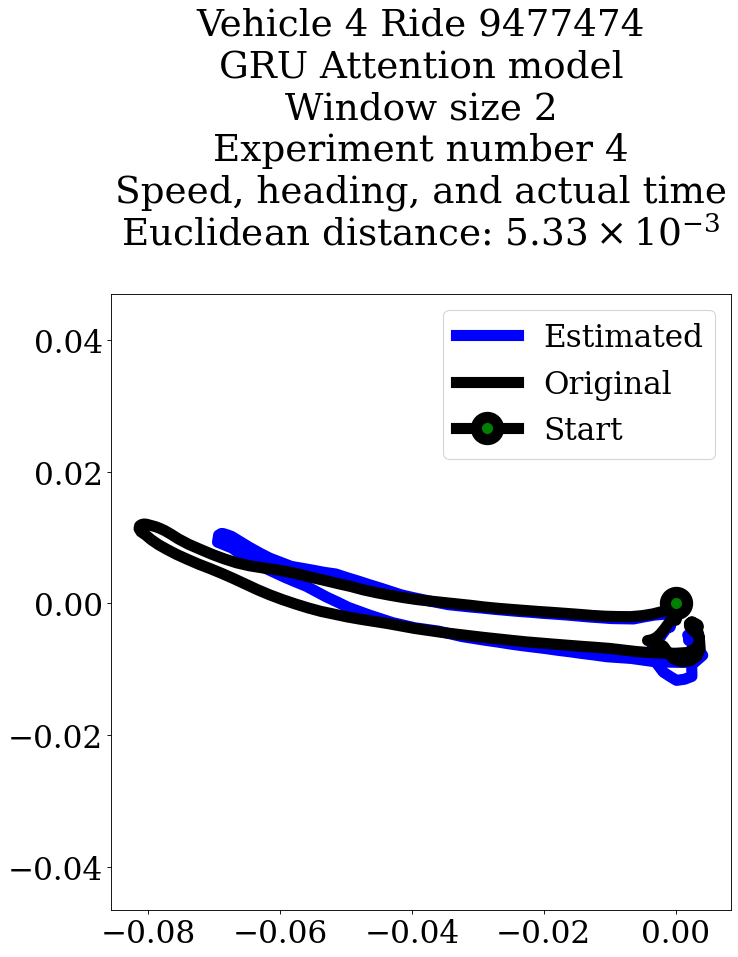 Vehicle 4 Ride 9477474
GRU Attention model
Window size 2
Experiment number 4
Speed, heading, and actual time
Euclidean distance: 5.33 × 10⁻³
Estimated
Original
Start
0.04
0.02
0.00
−0.02
−0.04
−0.08 −0.06 −0.04 −0.02 0.00